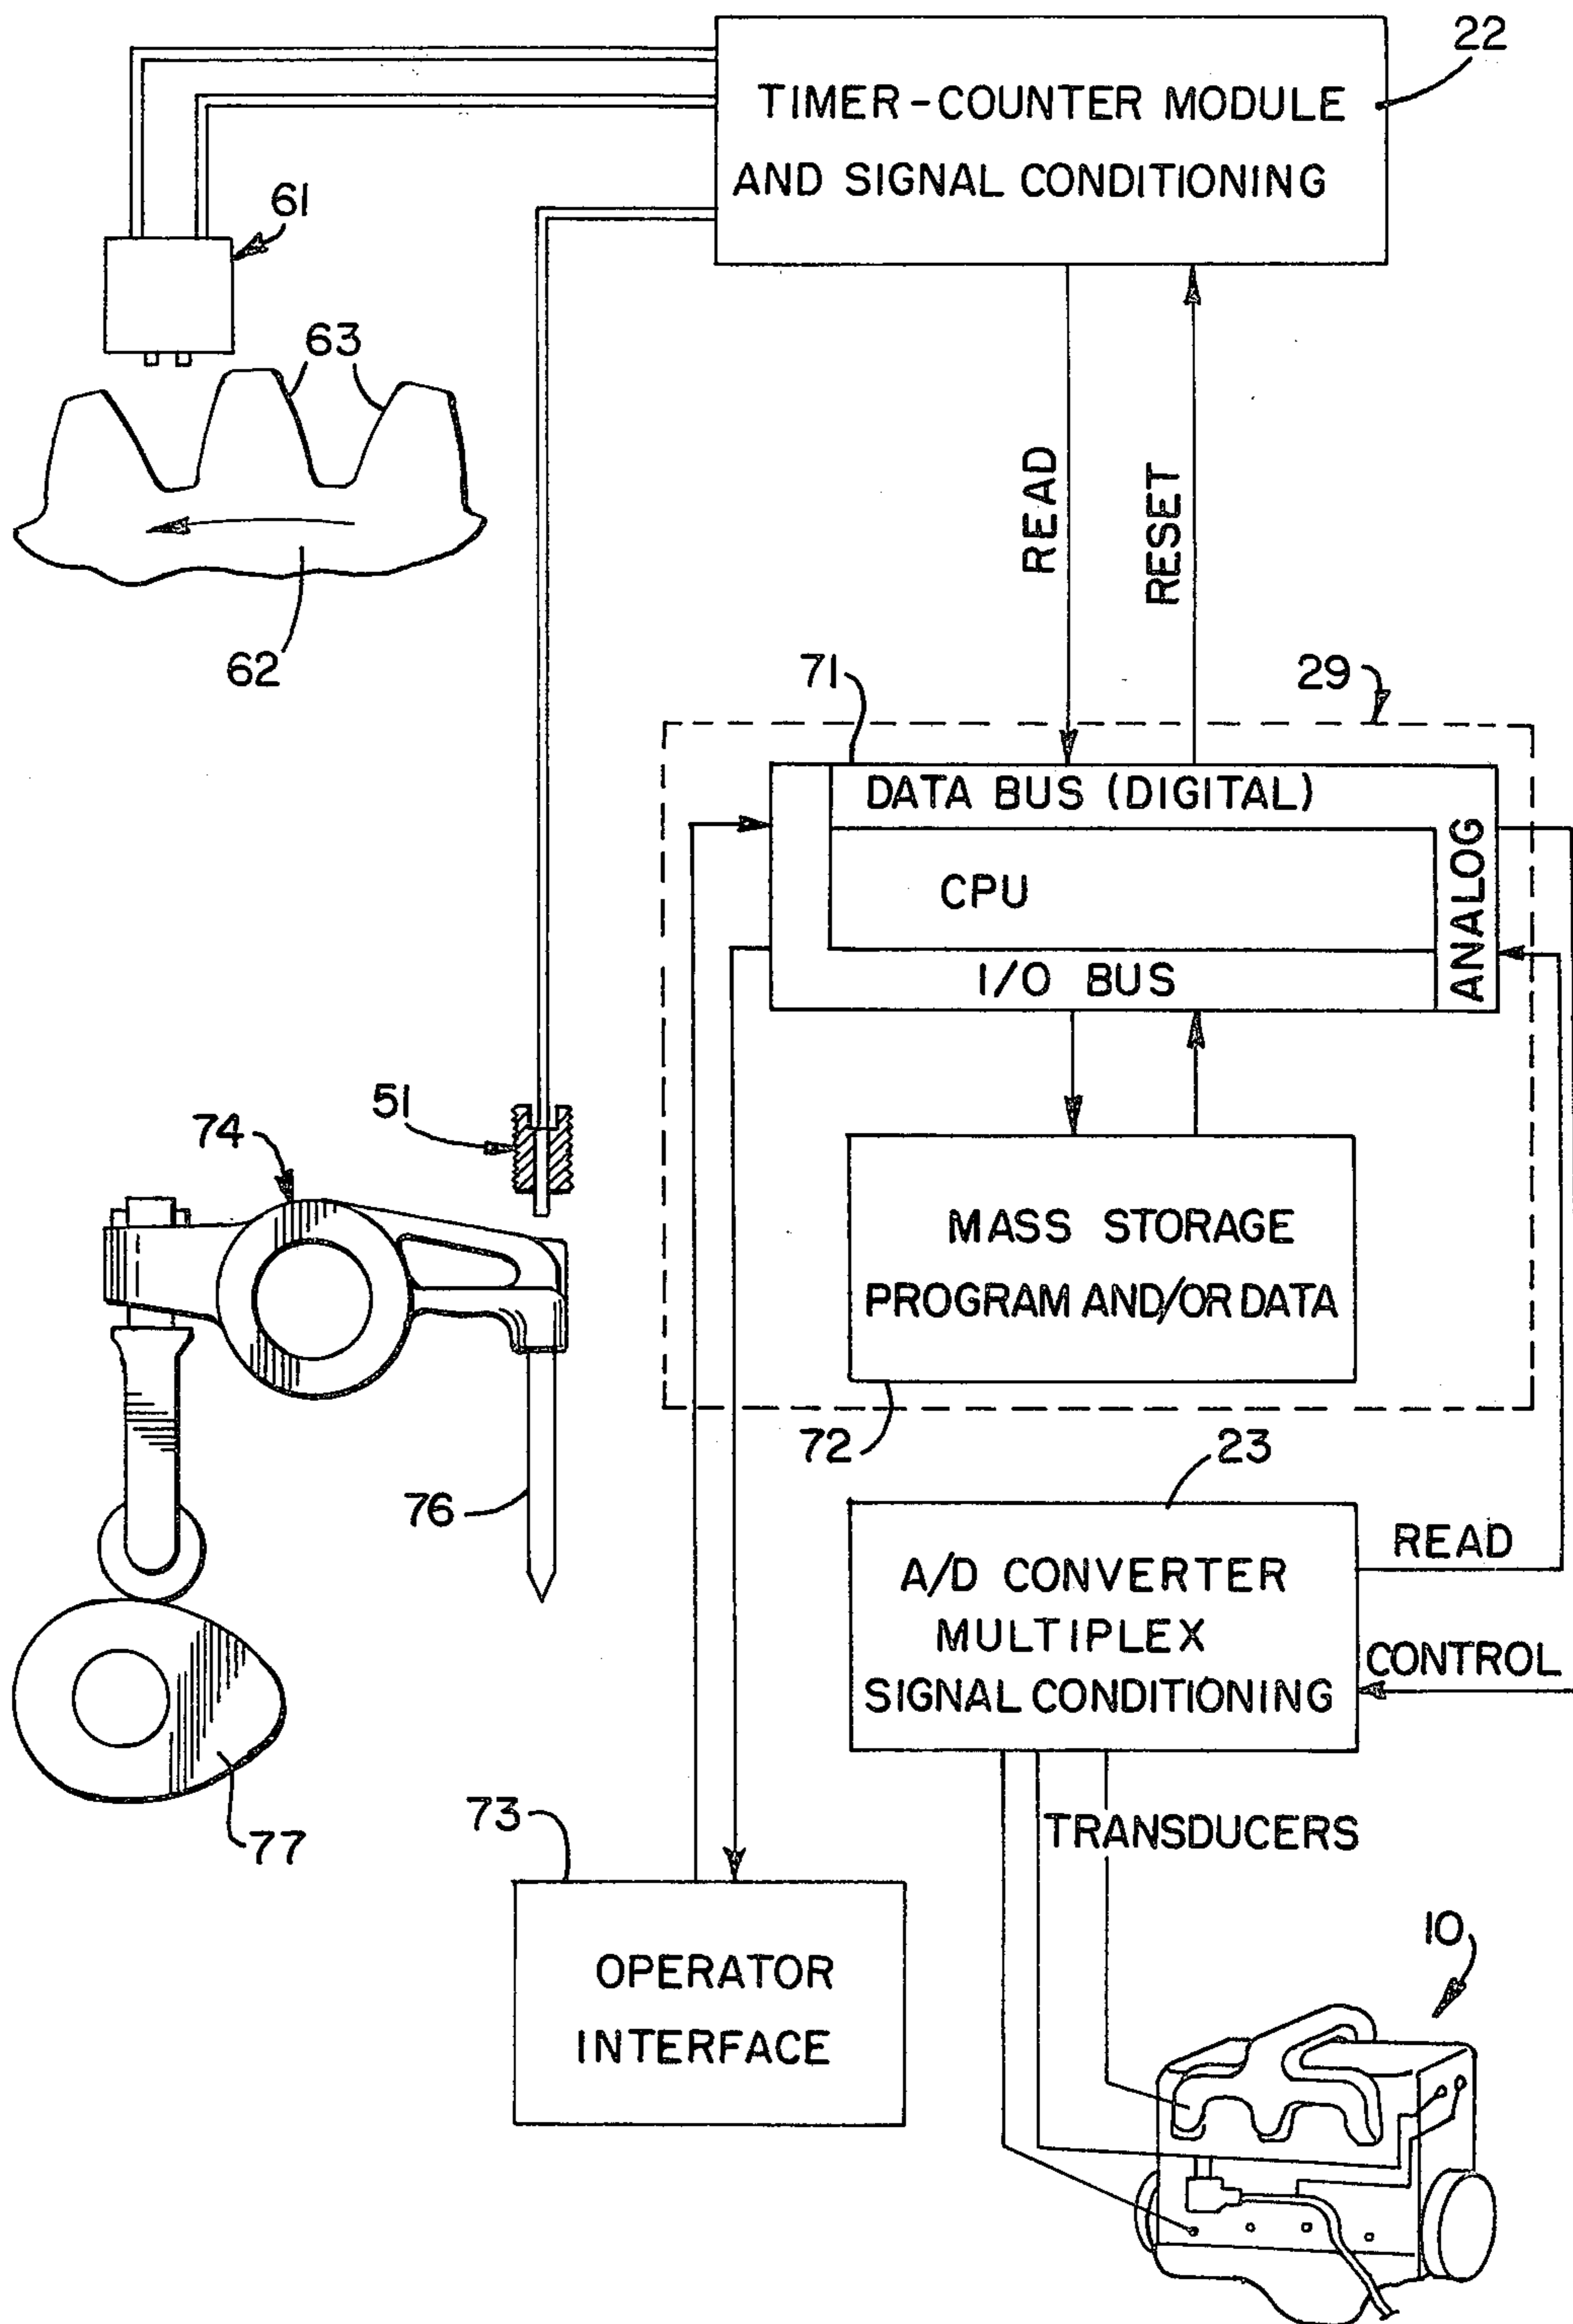 22
TIMER-COUNTER MODULE
AND SIGNAL CONDITIONING
61
63
62
READ
RESET
71
29
DATA BUS (DIGITAL)
CPU
ANALOG
I/O BUS
51
74
MASS STORAGE
PROGRAM AND/OR DATA
72
23
76
READ
A/D CONVERTER
MULTIPLEX
SIGNAL CONDITIONING
CONTROL
77
73
TRANSDUCERS
OPERATOR
INTERFACE
10